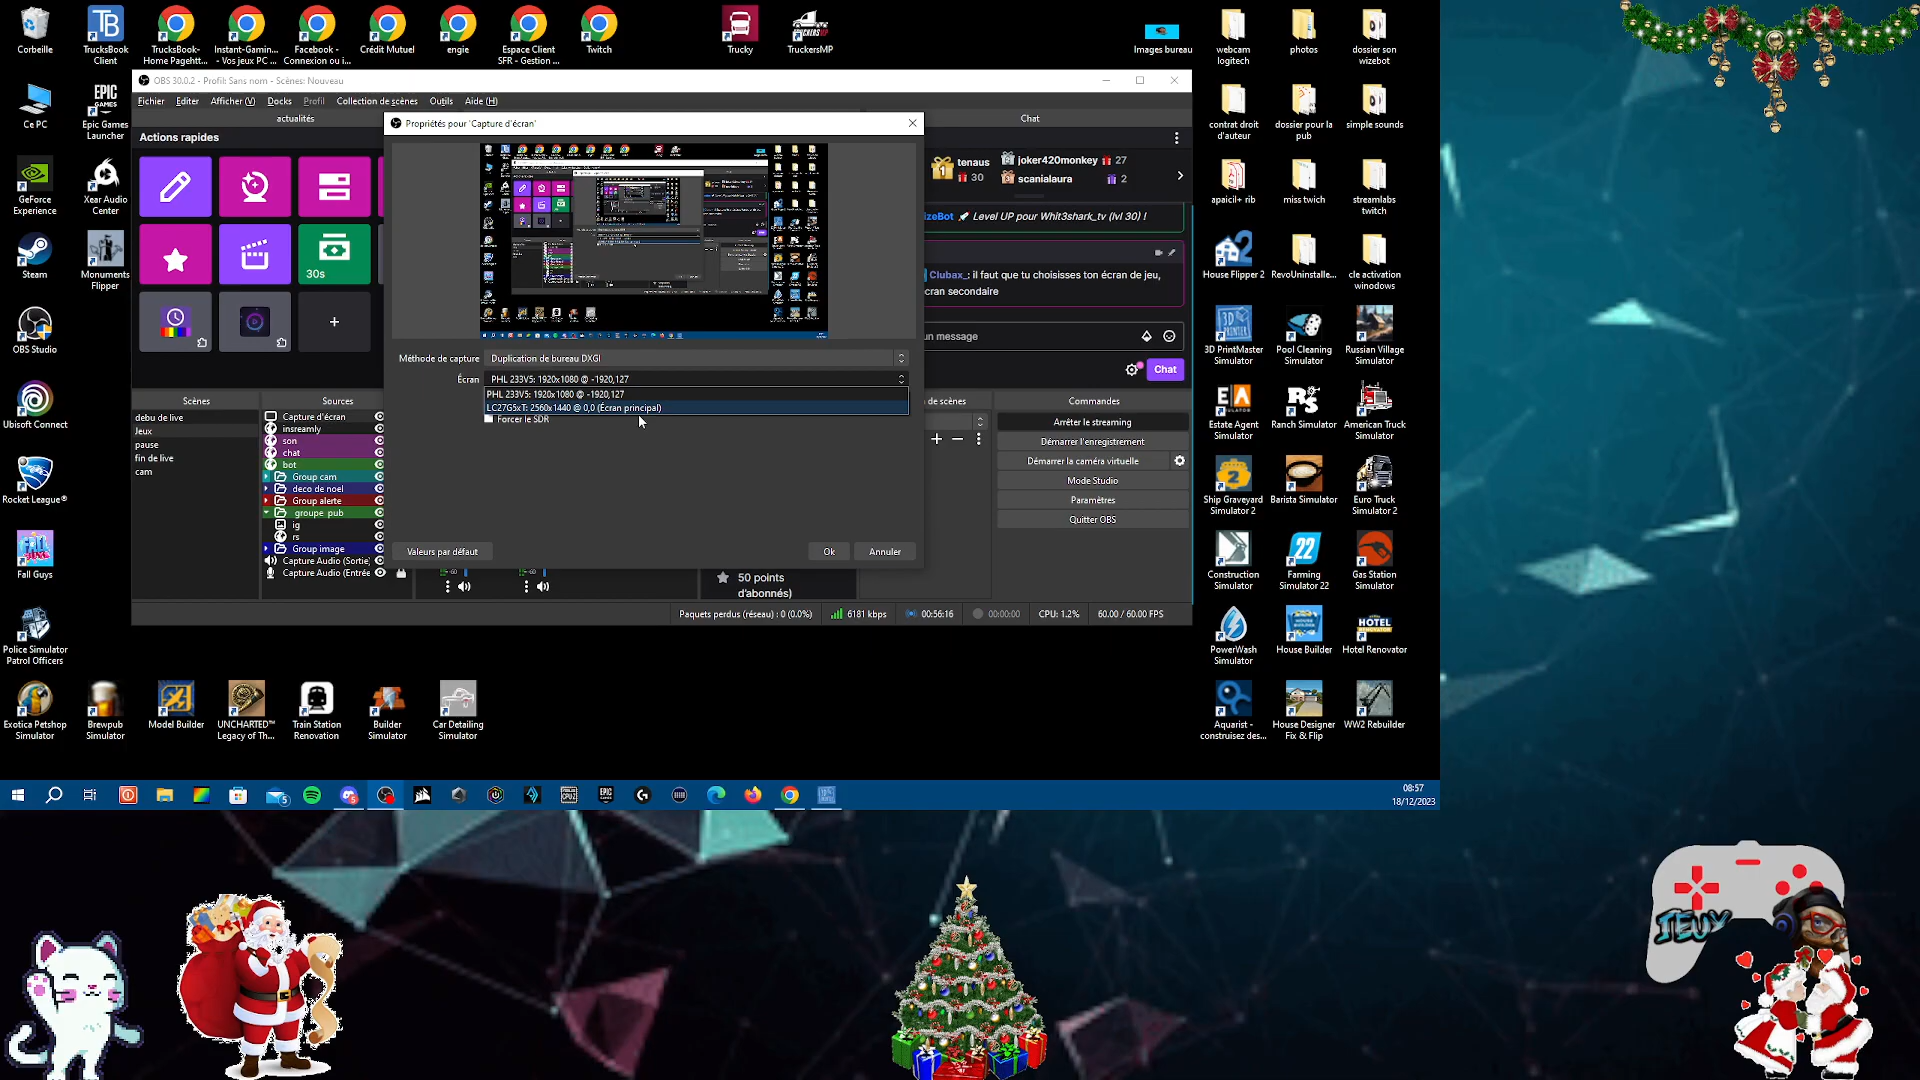 Corbeille
TrucksBook
Client
TrucksBook-
Home Pagehtt...
Instant-Gamin...
- Vos jeux PC ...
Facebook -
Connexion ou i...
Crédit Mutuel
engie
Espace Client
SFR - Gestion ...
Twitch
Trucky
TruckersMP
Images bureau
webcam
logitech
photos
dossier son
wizebot
OBS 30.0.2 - Profil: Sans nom - Scènes: Nouveau
Fichier Editer Afficher (V) Docks Profil Collection de scènes Outils Aide (H)
actualités
Actions rapides
30s
+
Propriétés pour 'Capture d'écran'
Méthode de capture
Duplication de bureau DXGI
Écran
PHL 233V5: 1920x1080 @ -1920,127
PHL 233V5: 1920x1080 @ -1920,127
LC27G5xT: 2560x1440 @ 0,0 (Écran principal)
Forcer le SDR
Valeurs par défaut
Ok
Annuler
Chat
tenaus
30
joker420monkey 27
scanialaura 2
izeBot Level UP pour Whit3shark_tv (lvl 30) !
Clubax_: il faut que tu choisisses ton écran de jeu,
cran secondaire
un message
Chat
Scènes
debu de live
Jeux
pause
fin de live
cam
Sources
Capture d'écran
insreamly
son
chat
bot
Group cam
deco de noel
Group alerte
groupe pub
ig
rs
Group image
Capture Audio (Sortie
Capture Audio (Entrée
50 points
d'abonnés)
de scènes
Commandes
Arrêter le streaming
Démarrer l'enregistrement
Démarrer la caméra virtuelle
Mode Studio
Paramètres
Quitter OBS
Paquets perdus (réseau) : 0 (0.0%)
6181 kbps
00:56:16
00:00:00
CPU: 1.2%
60.00 / 60.00 FPS
Ce PC
Epic Games
Launcher
GeForce
Experience
Xear Audio
Center
Steam
Monuments
Flipper
OBS Studio
Ubisoft Connect
Rocket League®
Fall Guys
Police Simulator
Patrol Officers
Exotica Petshop
Simulator
Brewpub
Simulator
Model Builder
UNCHARTED™
Legacy of Th...
Train Station
Renovation
Builder
Simulator
Car Detailing
Simulator
contrat droit
d'auteur
dossier pour la
pub
simple sounds
apaicil+ rib
miss twich
streamlabs
twitch
House Flipper 2
RevoUninstalle...
cle activation
winodows
3D PrintMaster
Simulator
Pool Cleaning
Simulator
Russian Village
Simulator
Estate Agent
Simulator
Ranch Simulator
American Truck
Simulator
Ship Graveyard
Simulator 2
Barista Simulator
Euro Truck
Simulator 2
Construction
Simulator
Farming
Simulator 22
Gas Station
Simulator
PowerWash
Simulator
House Builder
Hotel Renovator
Aquarist -
construisez des...
House Designer
Fix & Flip
WW2 Rebuilder
08:57
18/12/2023
JEUX